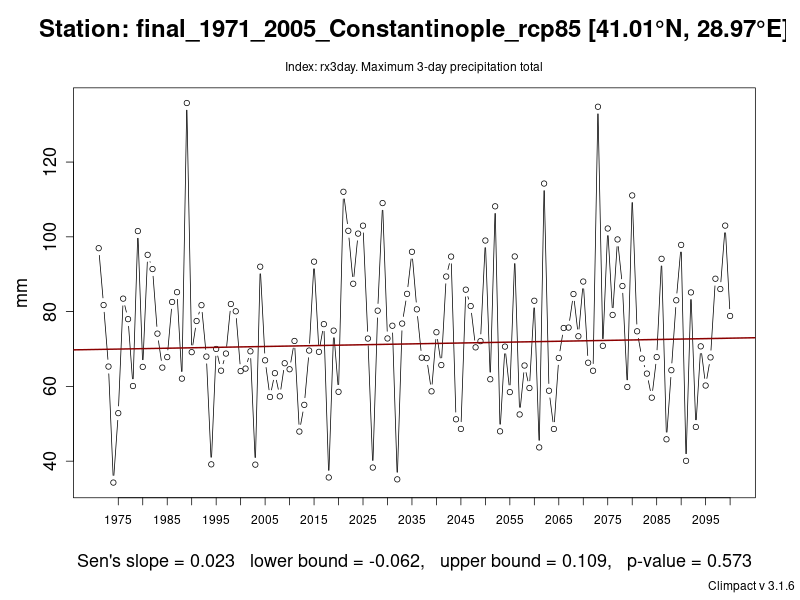 Station: final_1971_2005_Constantinople_rcp85 [41.01°N, 28.97°E]
Index: rx3day. Maximum 3-day precipitation total
mm
120
100
80
60
40
1975 1985 1995 2005 2015 2025 2035 2045 2055 2065 2075 2085 2095
Sen's slope = 0.023 lower bound = -0.062, upper bound = 0.109, p-value = 0.573
Climpact v 3.1.6